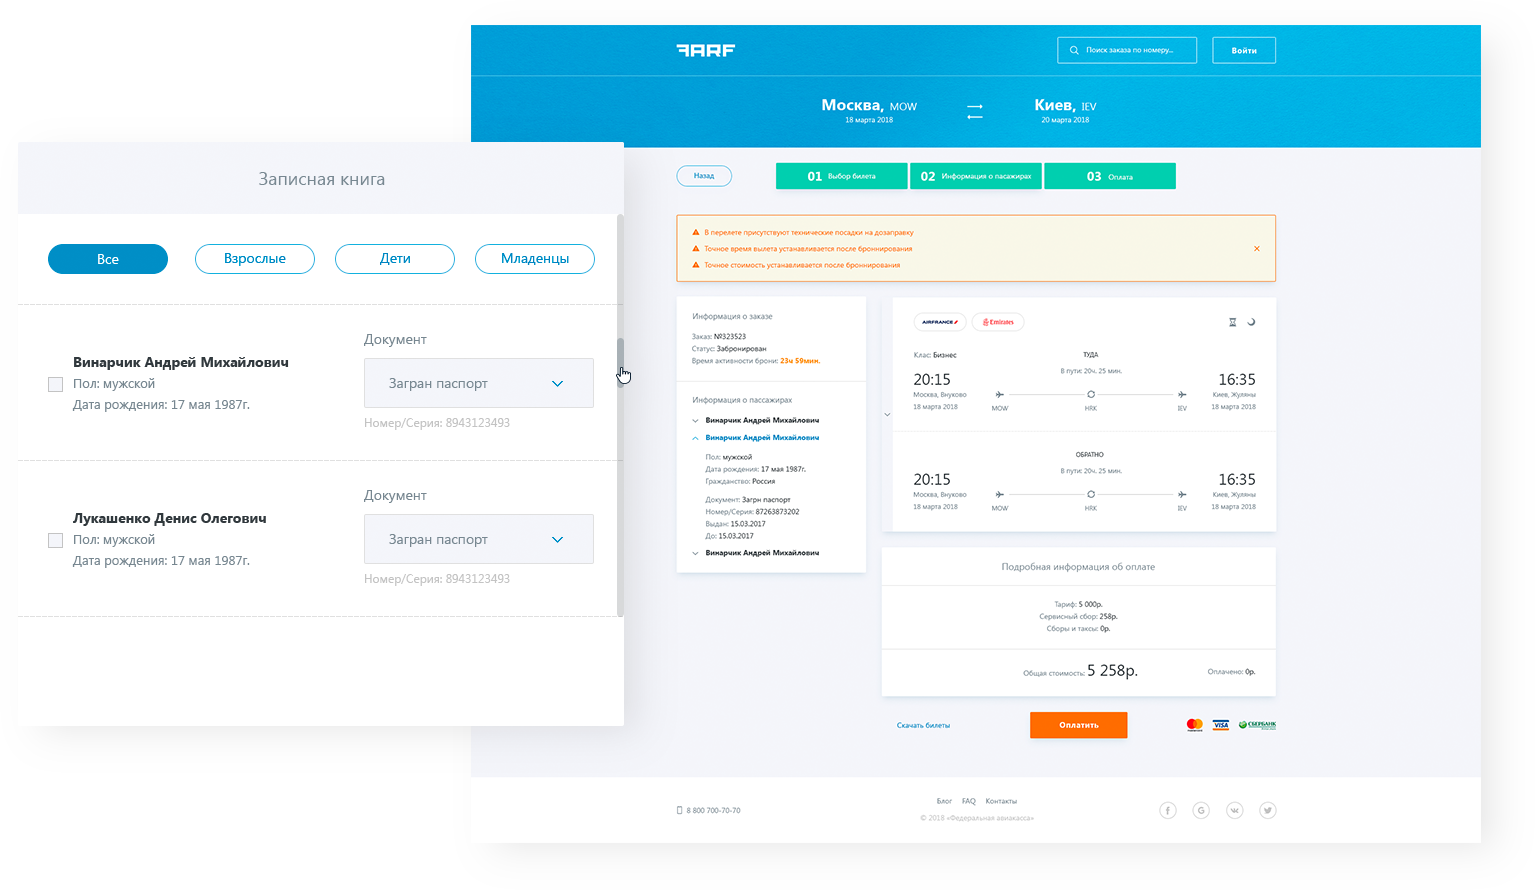 FARF
Поиск заказа по номеру...
Войти
Москва, MOW
18 марта 2018
Киев, IEV
20 марта 2018
Записная книга
Все
Взрослые
Дети
Младенцы
Винарчик Андрей Михайлович
Пол: мужской
Дата рождения: 17 мая 1987г.
Документ
Загран паспорт
Номер/Серия: 8943123493
Лукашенко Денис Олегович
Пол: мужской
Дата рождения: 17 мая 1987г.
Документ
Загран паспорт
Номер/Серия: 8943123493
Назад
01 Выбор билета
02 Информация о пасажирах
03 Оплата
В перелете присутствуют технические посадки на дозаправку
Точное время вылета устанавливается после броннирования
Точное стоимость устанавливается после броннирования
Информация о заказе
Заказ: №323523
Статус: Забронирован
Время активности брони: 23ч 59мин.
Информация о пассажирах
Винарчик Андрей Михайлович
Винарчик Андрей Михайлович
Пол: мужской
Дата рождения: 17 мая 1987г.
Гражданство: Россия
Документ: Загрн паспорт
Номер/Серия: 87263873202
Выдан: 15.03.2017
До: 15.03.2017
Винарчик Андрей Михайлович
AIRFRANCE
Emirates
Клас: Бизнес
ТУДА
В пути: 20ч. 25 мин.
20:15
Москва, Внуково
18 марта 2018
MOW
HRK
IEV
16:35
Киев, Жуляны
18 марта 2018
ОБРАТНО
В пути: 20ч. 25 мин.
20:15
Москва, Внуково
18 марта 2018
MOW
HRK
IEV
16:35
Киев, Жуляны
18 марта 2018
Подробная информация об оплате
Тариф: 5 000р.
Сервисный сбор: 258р.
Сборы и таксы: 0р.
Общая стоимость: 5 258р.
Оплачено: 0р.
Скачать билеты
Оплатить
VISA
СБЕРБАНК
8 800 700-70-70
Блог
FAQ
Контакты
© 2018 «Федеральная авиакасса»